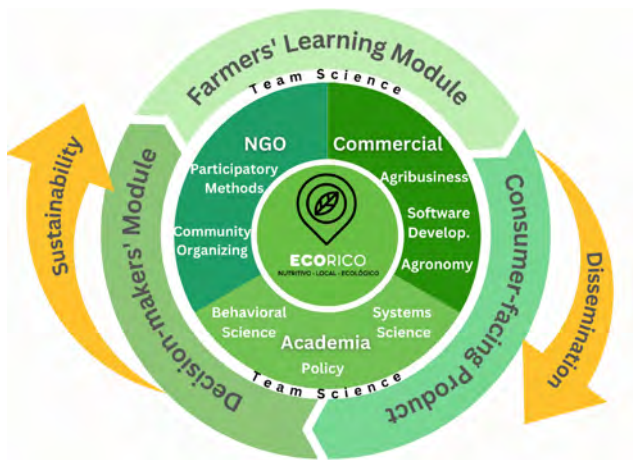 Farmers' Learning Module
Team Science
NGO
Participatory
Methods
Community
Organizing
Commercial
Agribusiness
Software
Develop.
Agronomy
ECORICO
NUTRITIVO • LOCAL • ECOLÓGICO
Behavioral
Science
Systems
Science
Academia
Policy
Team Science
Decision-makers' Module
Consumer-facing Product
Sustainability
Dissemination